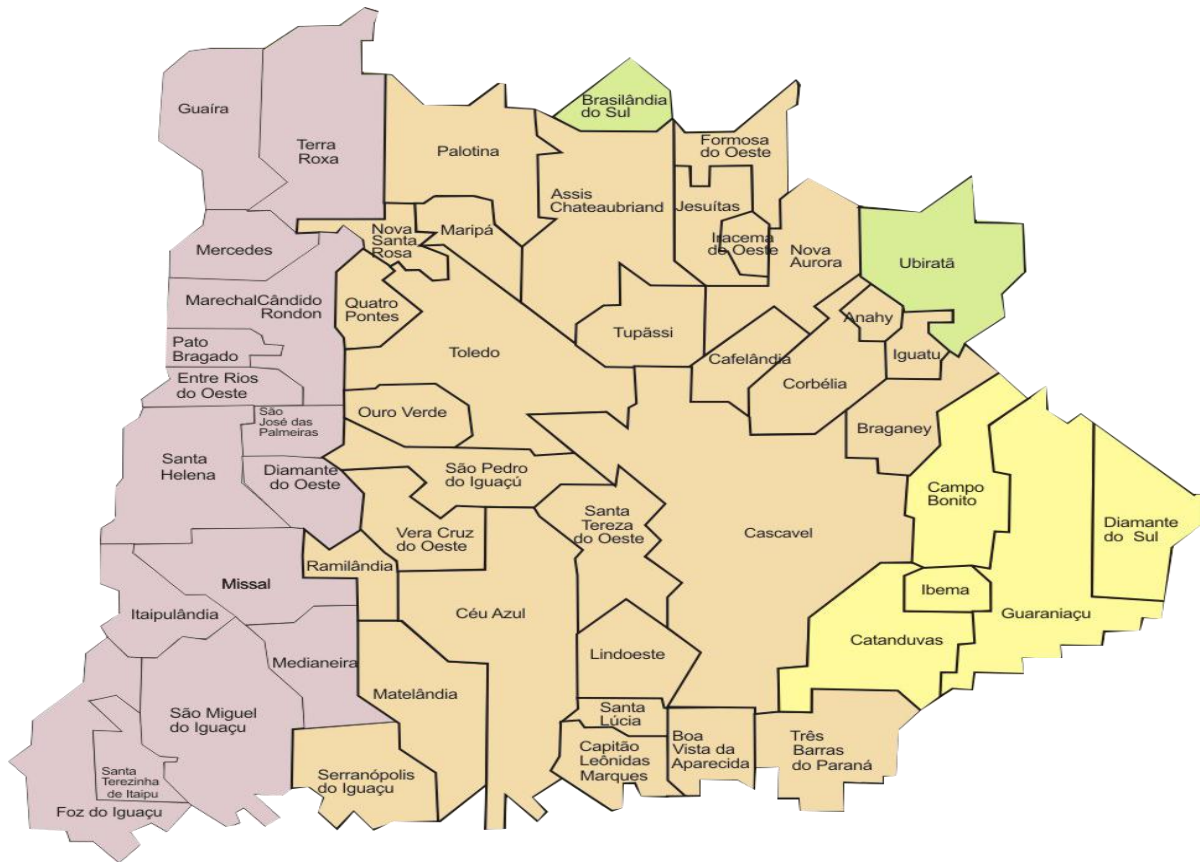 Guaíra
Terra
Roxa
Palotina
Brasilândia
do Sul
Formosa
do Oeste
Assis
Chateaubriand
Jesuítas
Iracema
do Oeste
Nova
Aurora
Ubiratã
Mercedes
Nova
Santa
Rosa
Maripá
MarechalCândido
Rondon
Quatro
Pontes
Tupãssi
Anahy
Iguatu
Pato
Bragado
Toledo
Cafelândia
Corbélia
Entre Rios
do Oeste
São
José das
Palmeiras
Ouro Verde
Braganey
Santa
Helena
Diamante
do Oeste
São Pedro
do Iguaçú
Campo
Bonito
Vera Cruz
do Oeste
Santa
Tereza
do Oeste
Cascavel
Diamante
do Sul
Ramilândia
Missal
Ibema
Itaipulândia
Céu Azul
Guaraniaçu
Catanduvas
Medianeira
Lindoeste
Matelândia
São Miguel
do Iguaçu
Santa
Lúcia
Boa
Vista da
Aparecida
Três
Barras
do Paraná
Capitão
Leônidas
Marques
Serranópolis
do Iguaçu
Santa
Terezinha
de Itaipu
Foz do Iguaçu